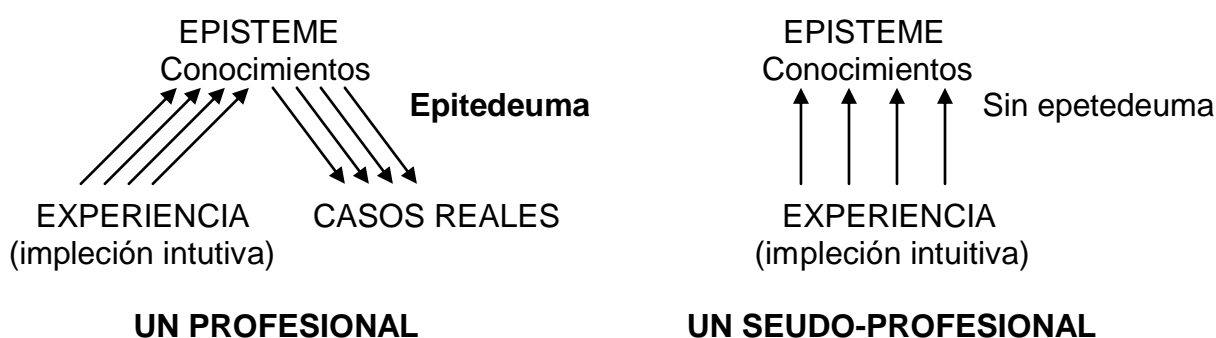 EPISTEME
Conocimientos
Epitedeuma
EXPERIENCIA
(impleción intutiva)
CASOS REALES
UN PROFESIONAL
EPISTEME
Conocimientos
Sin epetedeuma
EXPERIENCIA
(impleción intuitiva)
UN SEUDO-PROFESIONAL